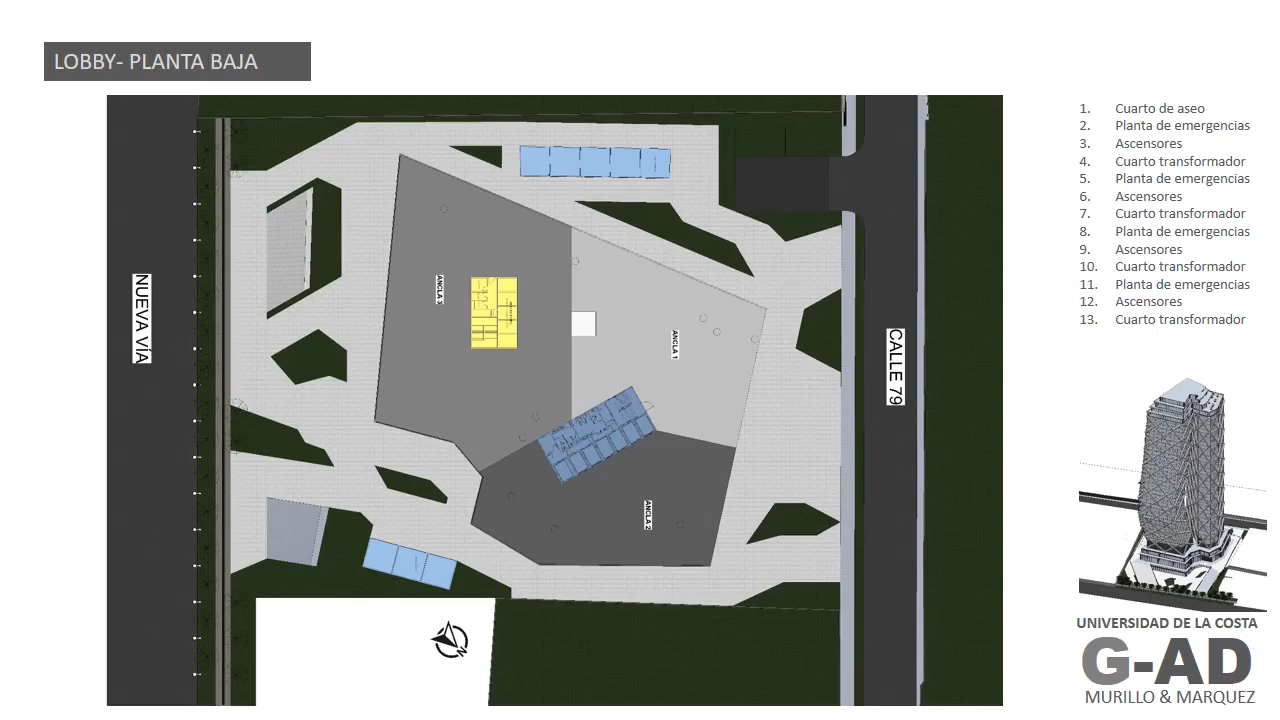 LOBBY- PLANTA BAJA
1. Cuarto de aseo
2. Planta de emergencias
3. Ascensores
4. Cuarto transformador
5. Planta de emergencias
6. Ascensores
7. Cuarto transformador
8. Planta de emergencias
9. Ascensores
10. Cuarto transformador
11. Planta de emergencias
12. Ascensores
13. Cuarto transformador
NUEVA VÍA
ANCLA 3
ANCLA 1
ANCLA 2
CALLE 79
N
UNIVERSIDAD DE LA COSTA
G-AD
MURILLO & MARQUEZ